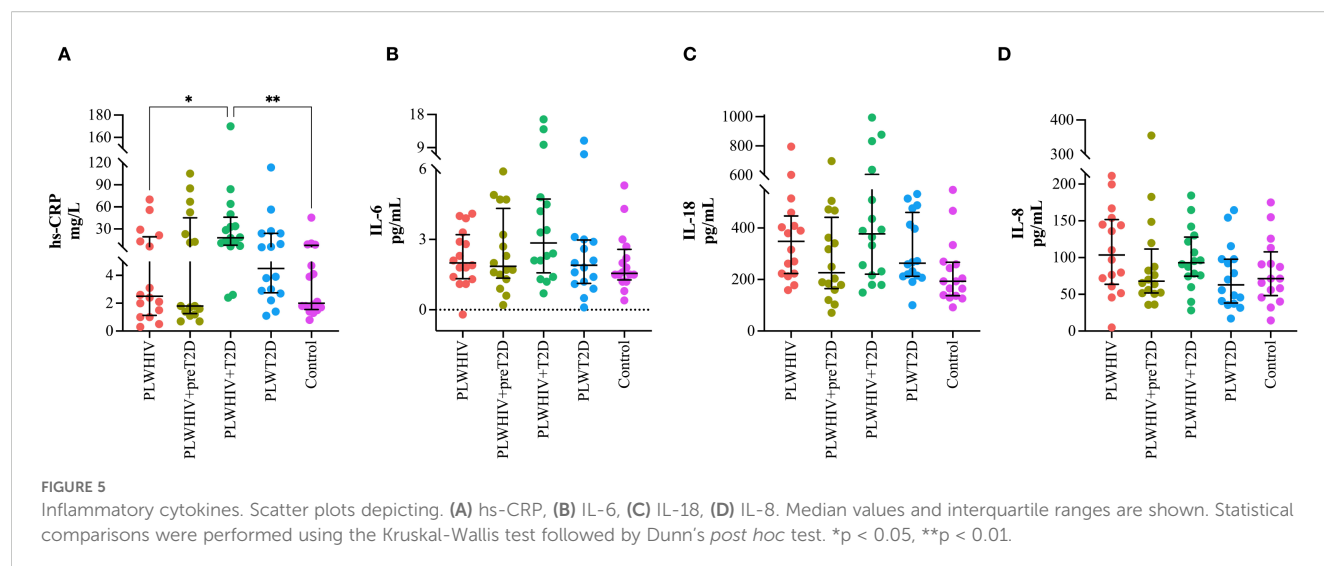 A
B
C
D
* **
hs-CRP
mg/L
180
160
120
90
60
30
4
2
0
PLWHIV
PLWHIV+preT2D
PLWHIV+T2D
PLWT2D
Control
IL-6
pg/mL
18
9
6
3
0
PLWHIV
PLWHIV+preT2D
PLWHIV+T2D
PLWT2D
Control
IL-18
pg/mL
1000
800
600
400
200
0
PLWHIV
PLWHIV+preT2D
PLWHIV+T2D
PLWT2D
Control
IL-8
pg/mL
400
300
200
150
100
50
0
PLWHIV
PLWHIV+preT2D
PLWHIV+T2D
PLWT2D
Control
FIGURE 5
Inflammatory cytokines. Scatter plots depicting. (A) hs-CRP, (B) IL-6, (C) IL-18, (D) IL-8. Median values and interquartile ranges are shown. Statistical
comparisons were performed using the Kruskal-Wallis test followed by Dunn's post hoc test. *p < 0.05, **p < 0.01.